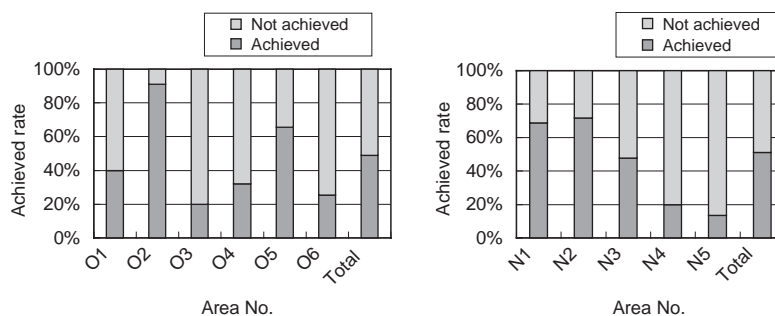 Not achieved
Achieved
100%
80%
60%
40%
20%
0%
Achieved rate
O1
O2
O3
O4
O5
O6
Total
Area No.
Not achieved
Achieved
100%
80%
60%
40%
20%
0%
Achieved rate
N1
N2
N3
N4
N5
Total
Area No.